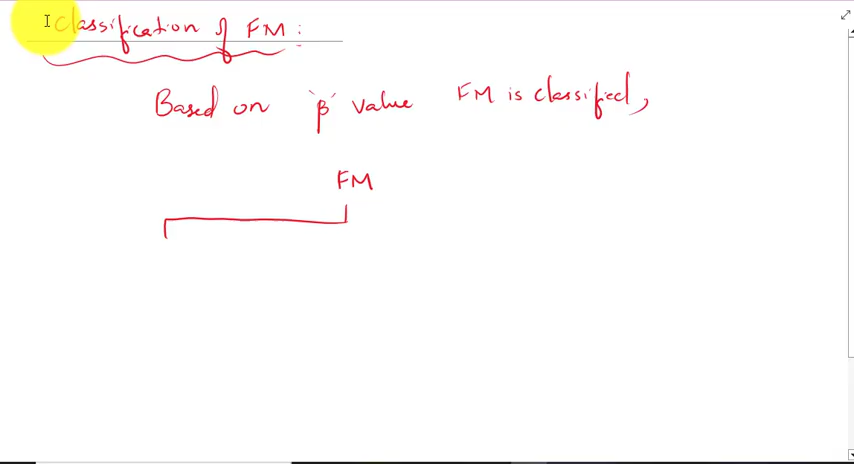 Classification of FM:
Based on 'β' value FM is classified,
FM